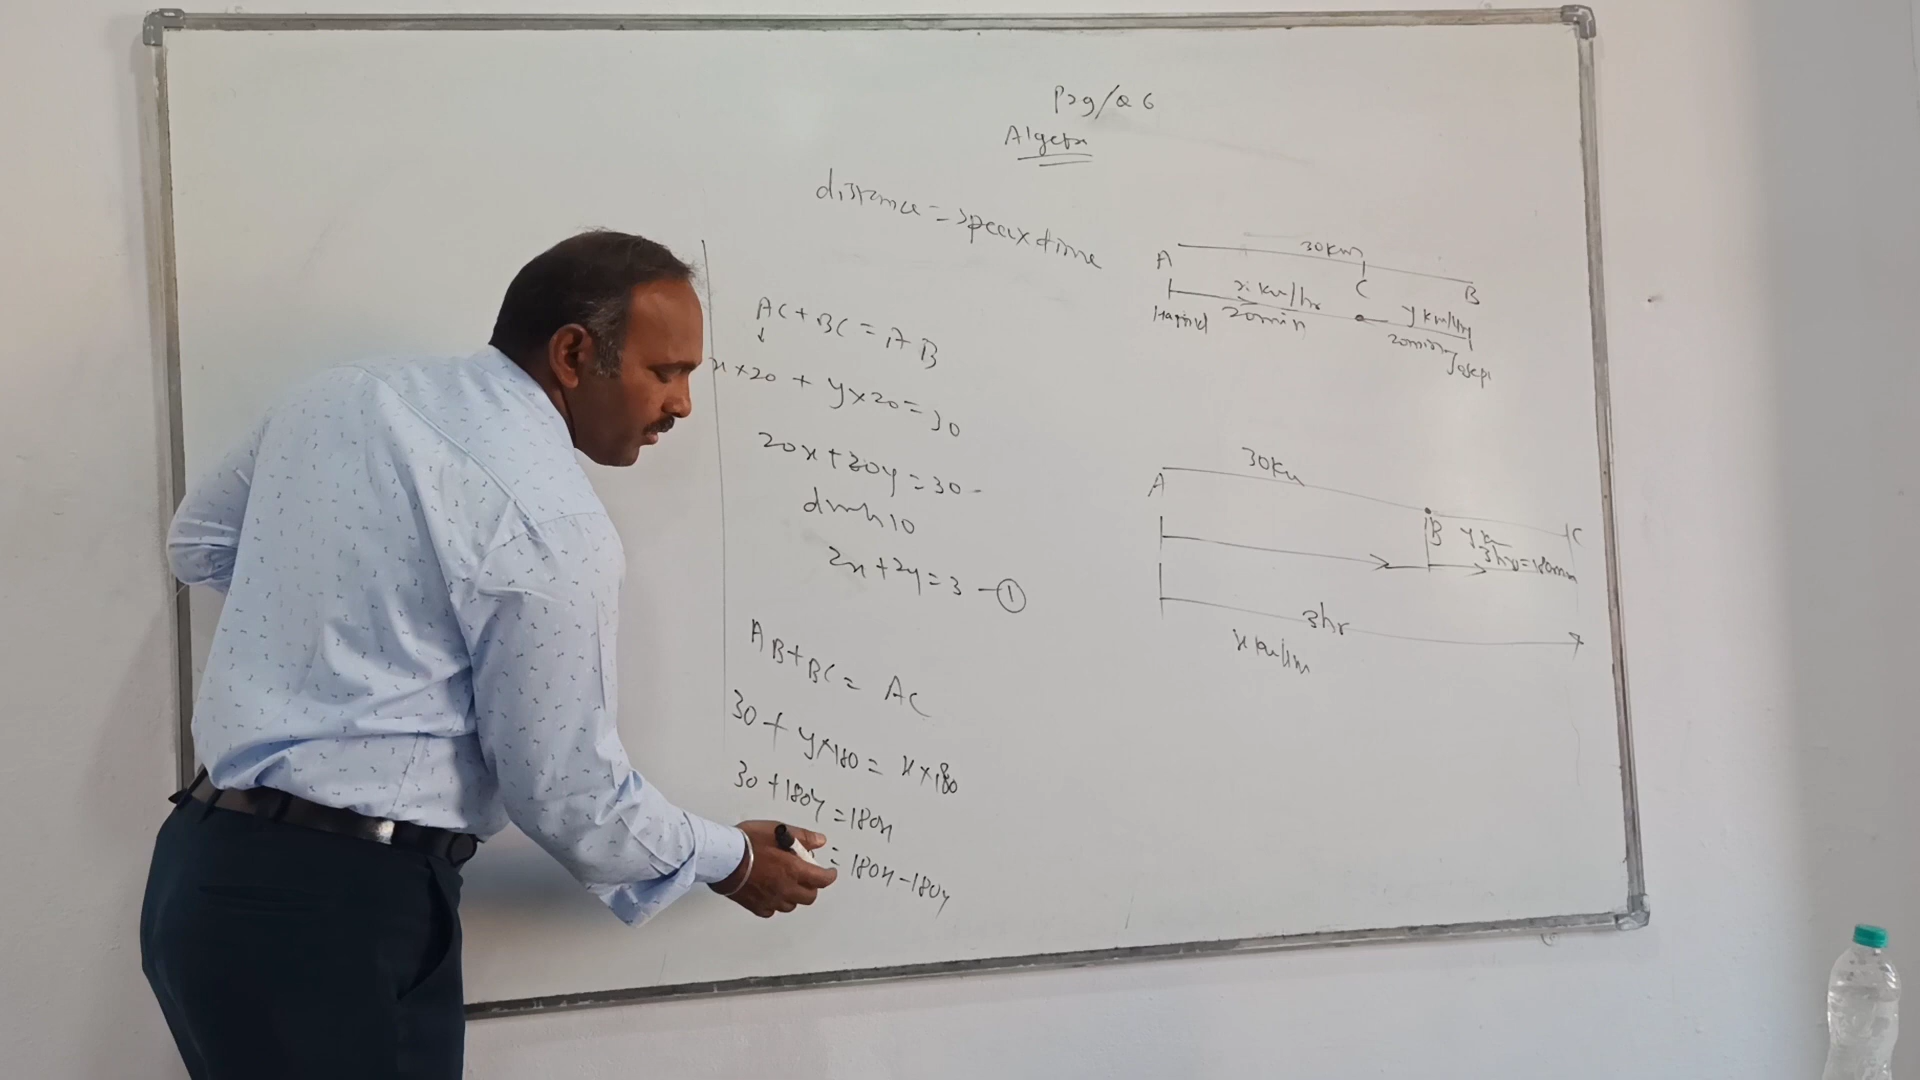 Pg/Q6
Algebra
distance = speed x time
AC + BC = AB
x × 20 + y × 20 = 30
20x + 20y = 30
10
2x + 2y = 3 - ①
AB + BC = AC
30 + y × 180 = x × 180
30 + 180y = 180x
= 180x - 180y
A 30km C B
x km/hr y km/hr
20min 20min
30km
A B C
y km
3hr = 180min
3hr
x km/hr